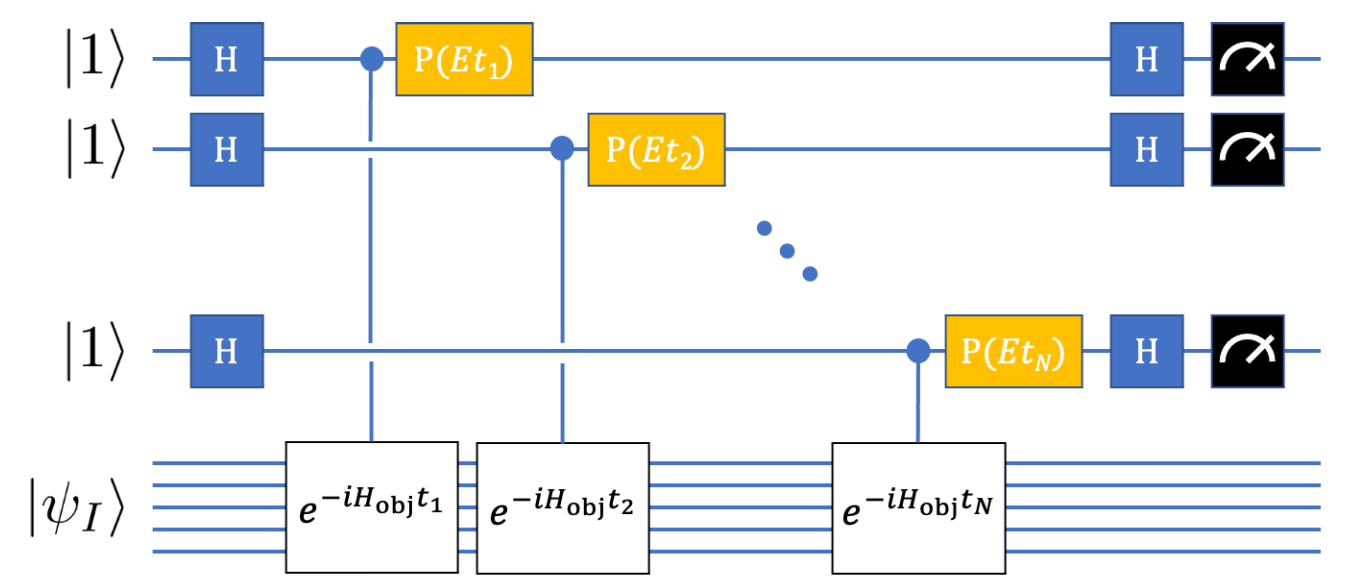 |1⟩ H P(Et₁) H
|1⟩ H P(Et₂) H
|1⟩ H P(Et_N) H
|ψ_I⟩ e^{-iH_obj t₁} e^{-iH_obj t₂} e^{-iH_obj t_N}